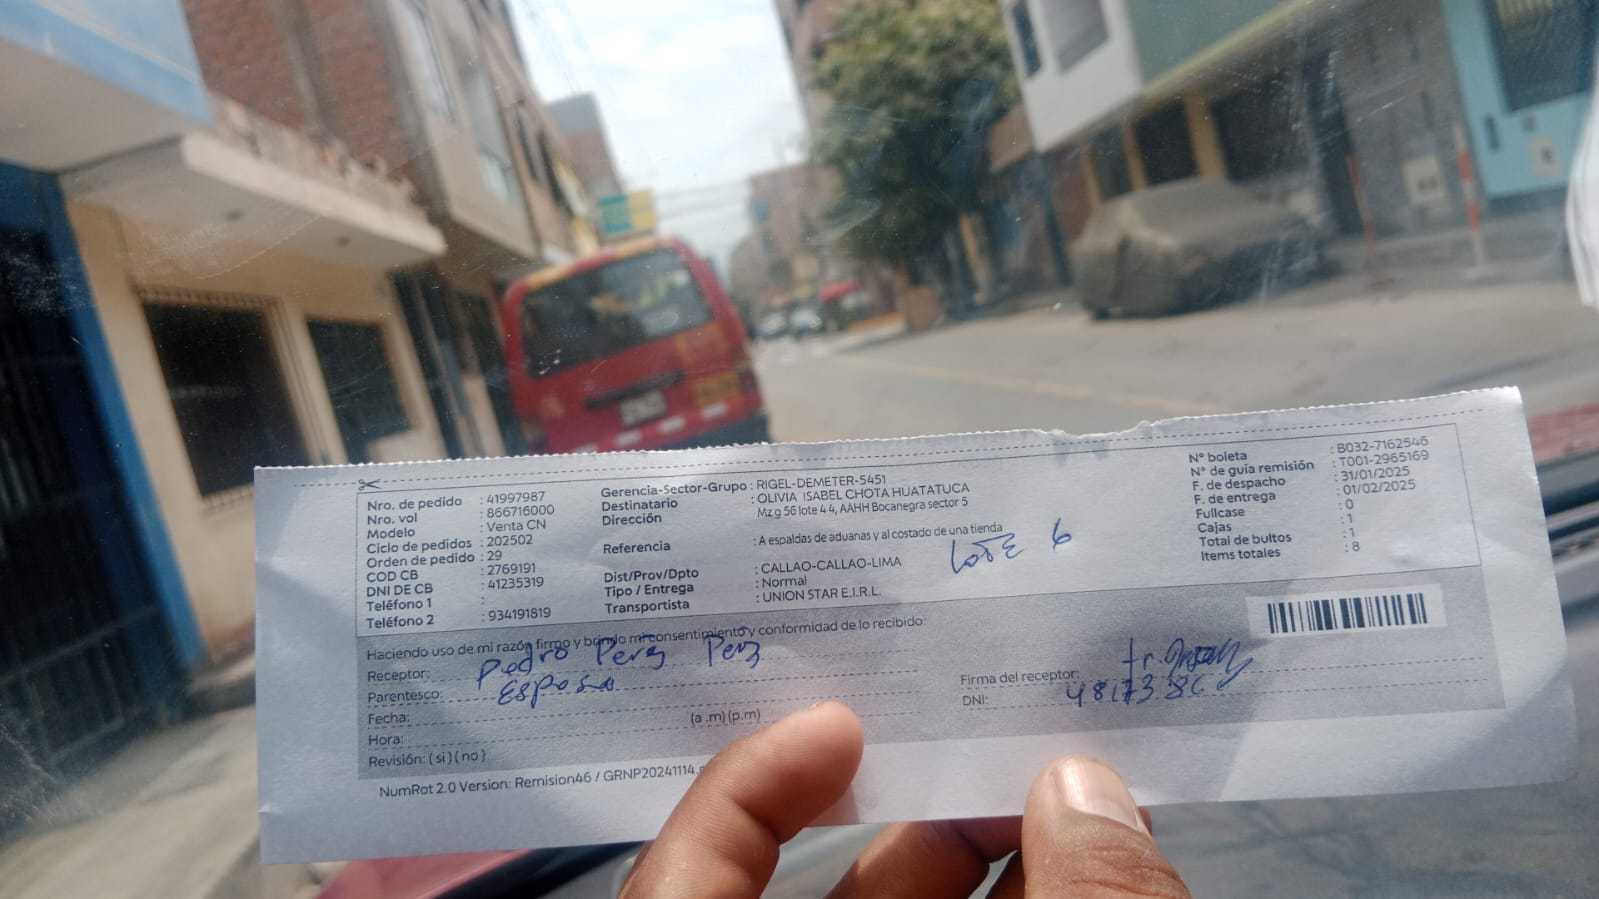 Nro. de pedido : 41997987
Nro. vol : 866716000
Modelo : Venta CN
Ciclo de pedidos : 202502
Orden de pedido : 29
COD CB : 2769191
DNI DE CB : 41235319
Teléfono 1 :
Teléfono 2 : 934191819
Gerencia-Sector-Grupo : RIGEL-DEMETER-5451
Destinatario : OLIVIA ISABEL CHOTA HUATATUCA
Dirección : Mz g 56 lote 4 4, AAHH Bocanegra sector 5
Referencia : A espaldas de aduanas y al costado de una tienda
LOTE 6
Dist/Prov/Dpto : CALLAO-CALLAO-LIMA
Tipo / Entrega : Normal
Transportista : UNION STAR E.I.R.L.
N° boleta : B032-7162546
N° de guía remisión : T001-2965169
F. de despacho : 31/01/2025
F. de entrega : 01/02/2025
Fullcase : 0
Cajas : 1
Total de bultos : 1
Items totales : 8
Haciendo uso de mi razón firmo y brindo mi consentimiento y conformidad de lo recibido:
Receptor: Pedro Perez
Parentesco: Esposo
Fecha:
Hora: (a .m) (p.m)
Revisión: ( si ) ( no )
Firma del receptor:
DNI:
NumRot 2.0 Version: Remision46 / GRNP20241114